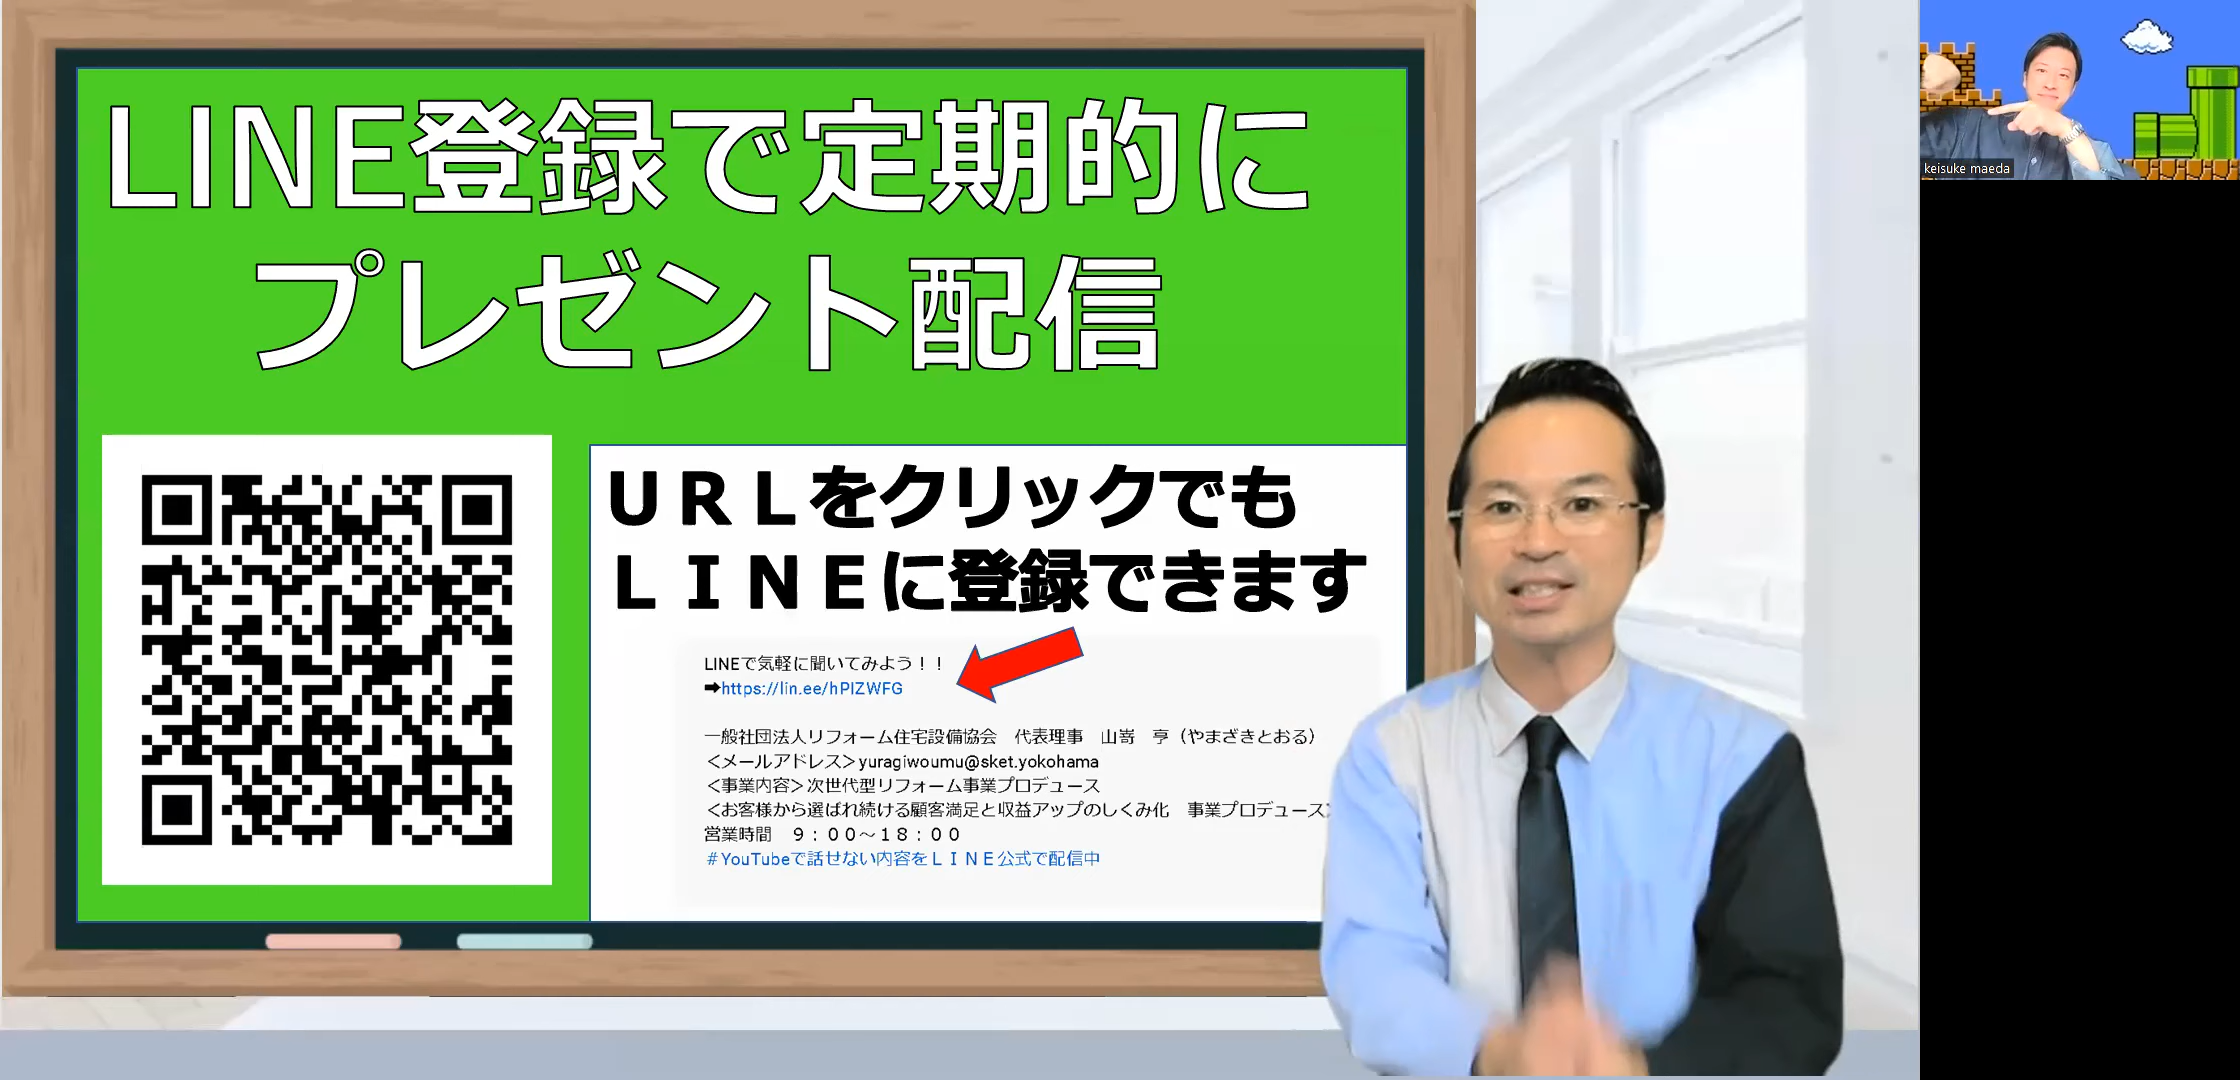 LINE登録で定期的に
プレゼント配信
ＵＲＬをクリックでも
ＬＩＮＥに登録できます
LINEで気軽に聞いてみよう！！
➡https://lin.ee/hPIZWFG
一般社団法人リフォーム住宅設備協会　代表理事　山嵜　亨（やまざきとおる）
＜メールアドレス＞yuragiwoumu@sket.yokohama
＜事業内容＞次世代型リフォーム事業プロデュース
＜お客様から選ばれ続ける顧客満足と収益アップのしくみ化　事業プロデュース＞
営業時間　９：００～１８：００
＃YouTubeで話せない内容をＬＩＮＥ公式で配信中
keisuke maeda